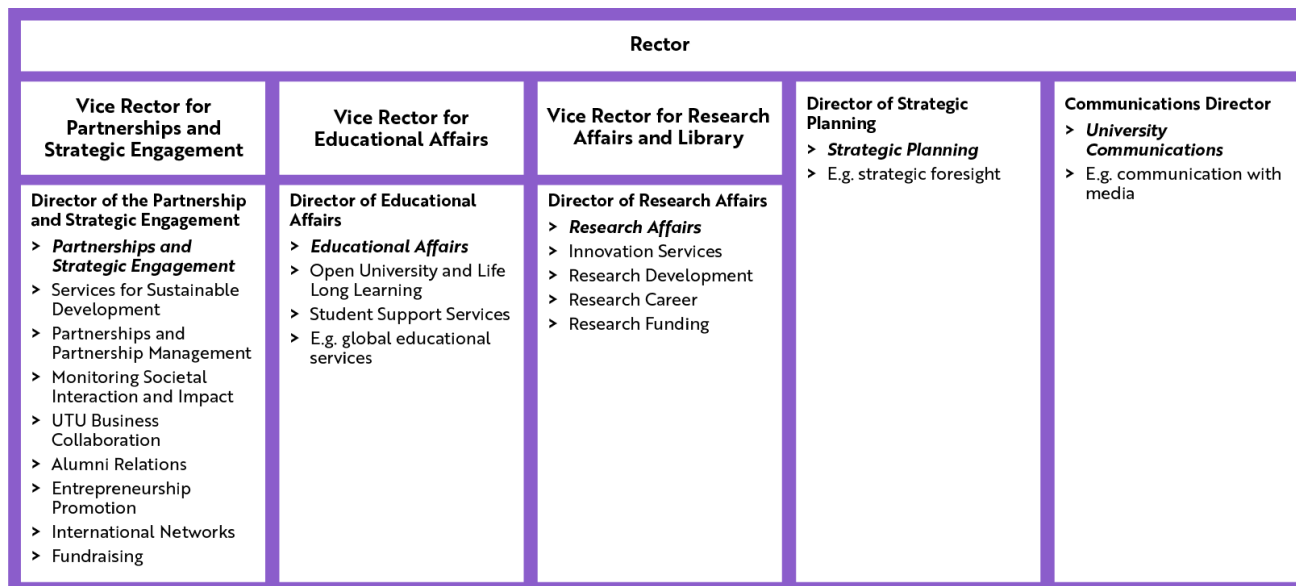 Rector
Vice Rector for
Partnerships and
Strategic Engagement
Director of the Partnership
and Strategic Engagement
> Partnerships and
Strategic Engagement
> Services for Sustainable
Development
> Partnerships and
Partnership Management
> Monitoring Societal
Interaction and Impact
> UTU Business
Collaboration
> Alumni Relations
> Entrepreneurship
Promotion
> International Networks
> Fundraising
Vice Rector for
Educational Affairs
Director of Educational
Affairs
> Educational Affairs
> Open University and Life
Long Learning
> Student Support Services
> E.g. global educational
services
Vice Rector for Research
Affairs and Library
Director of Research Affairs
> Research Affairs
> Innovation Services
> Research Development
> Research Career
> Research Funding
Director of Strategic
Planning
> Strategic Planning
> E.g. strategic foresight
Communications Director
> University
Communications
> E.g. communication with
media